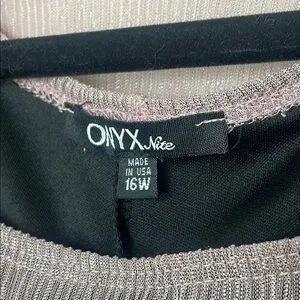 ONYX Nite
MADE
IN USA
16W